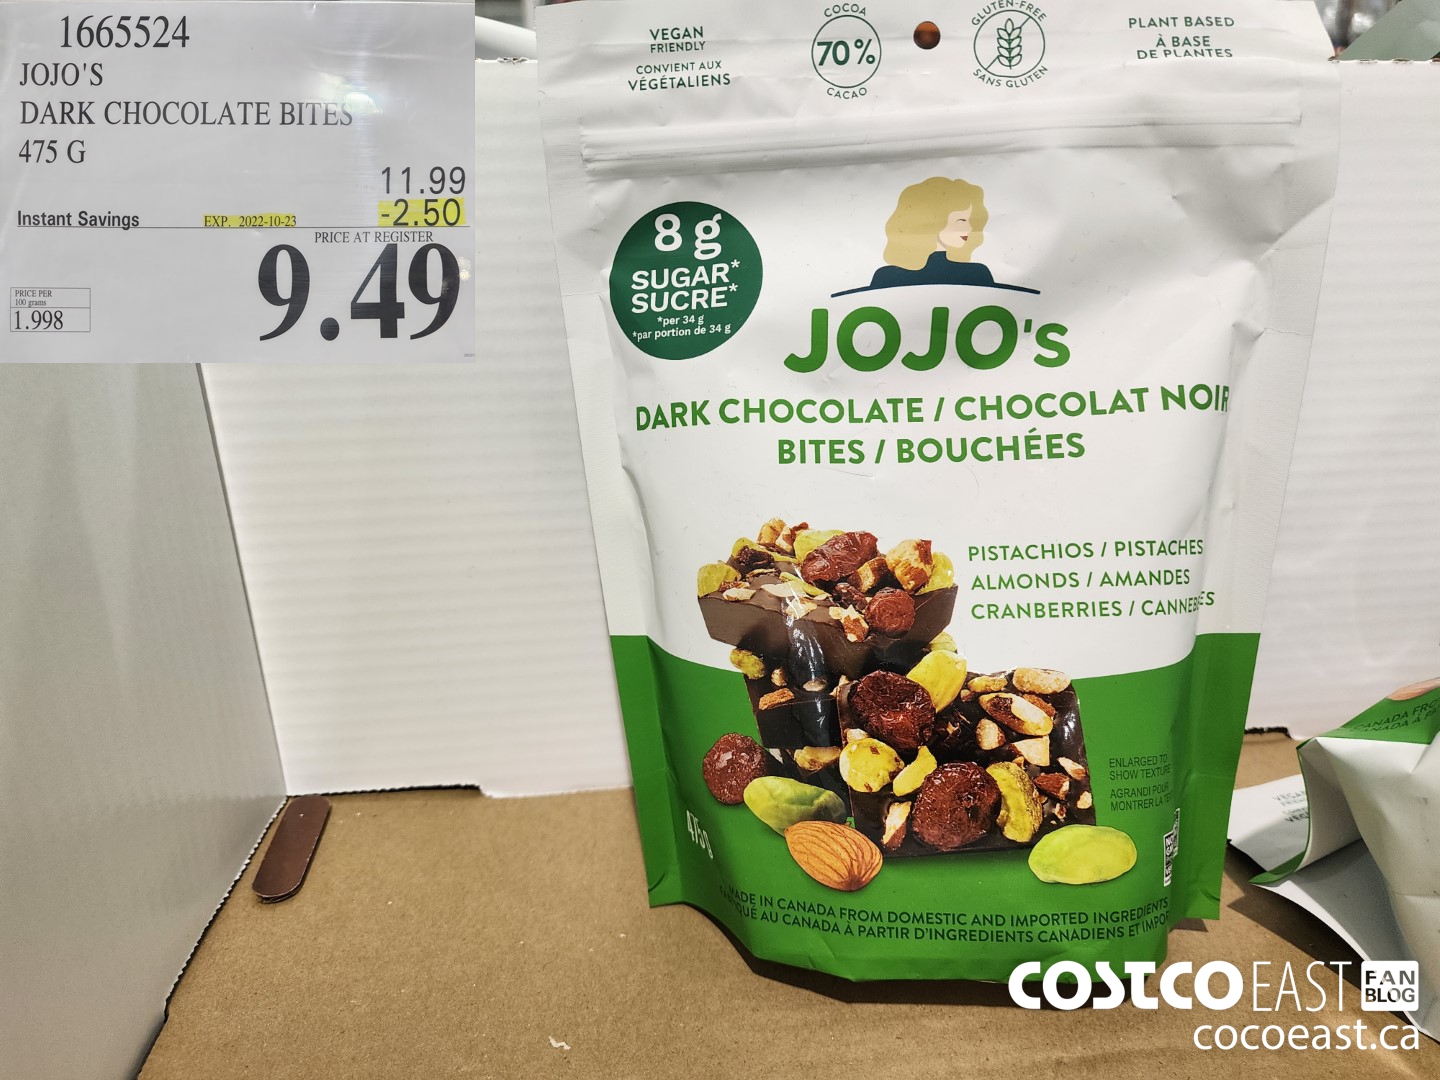 1665524
JOJO'S
DARK CHOCOLATE BITES
475 G
11.99
Instant Savings EXP. 2022-10-23 -2.50
PRICE AT REGISTER
9.49
PRICE PER
100 grams
1.998
VEGAN
FRIENDLY
CONVIENT AUX
VÉGÉTALIENS
COCOA
70%
CACAO
GLUTEN-FREE
SANS GLUTEN
PLANT BASED
À BASE
DE PLANTES
8 g
SUGAR*
SUCRE*
*per 34 g
*par portion de 34 g
JOJO's
DARK CHOCOLATE / CHOCOLAT NOIR
BITES / BOUCHÉES
PISTACHIOS / PISTACHES
ALMONDS / AMANDES
CRANBERRIES / CANNEBES
ENLARGED TO
SHOW TEXTURE
AGRANDI POUR
MONTRER LA
475g
MADE IN CANADA FROM DOMESTIC AND IMPORTED INGREDIENTS
AU CANADA À PARTIR D'INGREDIENTS CANADIENS ET
COSTCO EAST FAN
BLOG
cocoeast.ca